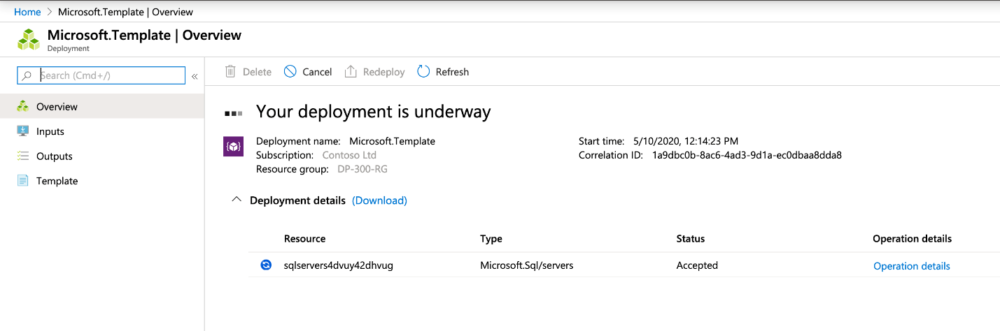 Home > Microsoft.Template | Overview
Microsoft.Template | Overview
Deployment
Search (Cmd+/)
«
Delete
Cancel
Redeploy
Refresh
Overview
Inputs
Outputs
Template
Your deployment is underway
Deployment name: Microsoft.Template
Subscription: Contoso Ltd
Resource group: DP-300-RG
Start time: 5/10/2020, 12:14:23 PM
Correlation ID: 1a9dbc0b-8ac6-4ad3-9d1a-ec0dbaa8dda8
Deployment details (Download)
Resource Type Status Operation details
sqlservers4dvuy42dhvug Microsoft.Sql/servers Accepted Operation details